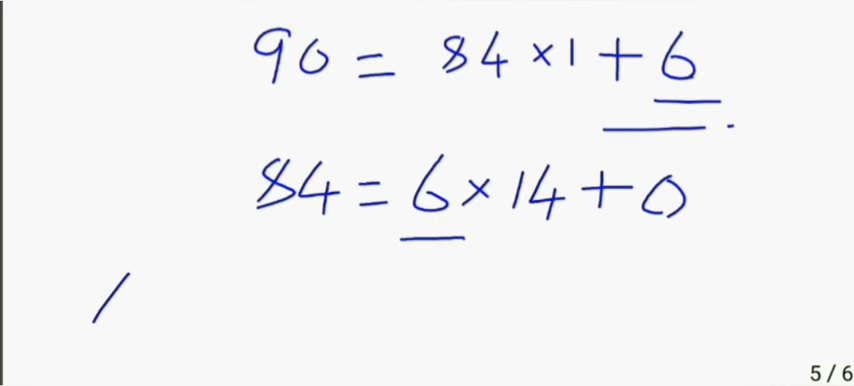 90 = 84 × 1 + 6
84 = 6 × 14 + 0
/
5 / 6